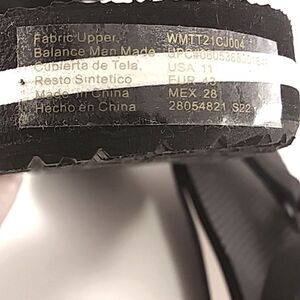 Fabric Upper, WMTT21CJ004
Balance Man Made
Cubierta de Tela, USA 11
Resto Sintetico EUR 42
Made in China MEX 28
Hecho en China 28054821 S22